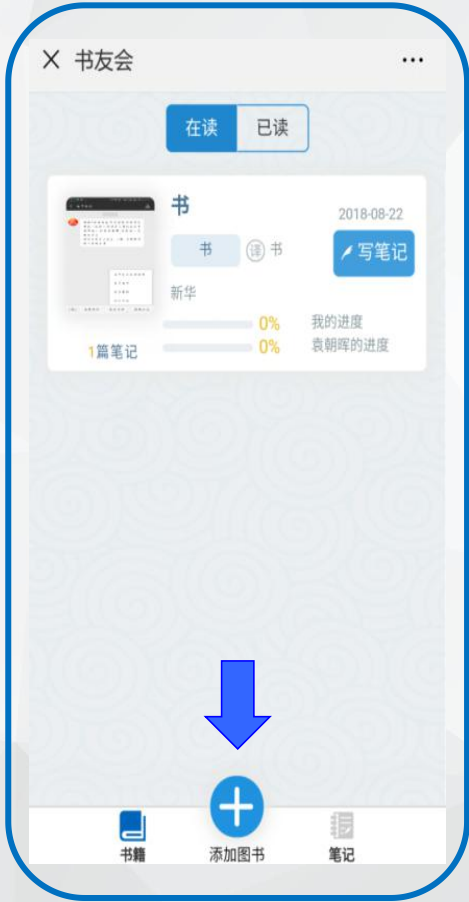 书友会
在读 已读
书
2018-08-22
书 译 书
写笔记
新华
0% 我的进度
0% 袁朝晖的进度
1篇笔记
书籍 添加图书 笔记